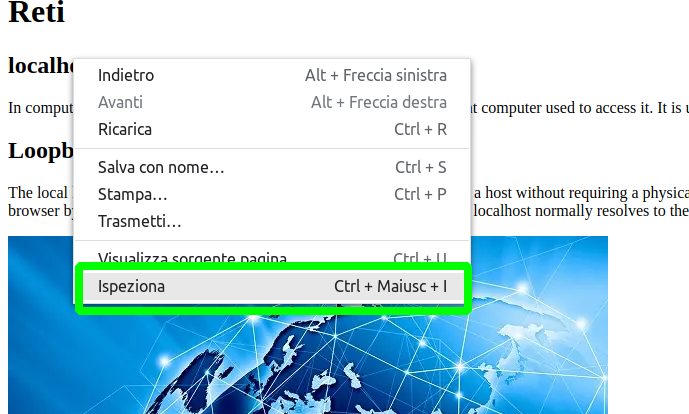 Reti
localho
Indietro Alt + Freccia sinistra
Avanti Alt + Freccia destra
In comput t computer used to access it. It is u
Ricarica Ctrl + R
Loopb
Salva con nome… Ctrl + S
The local a host without requiring a physica
Stampa… Ctrl + P
browser by localhost normally resolves to the
Trasmetti…
Visualizza sorgente pagina Ctrl + U
Ispeziona Ctrl + Maiusc + I